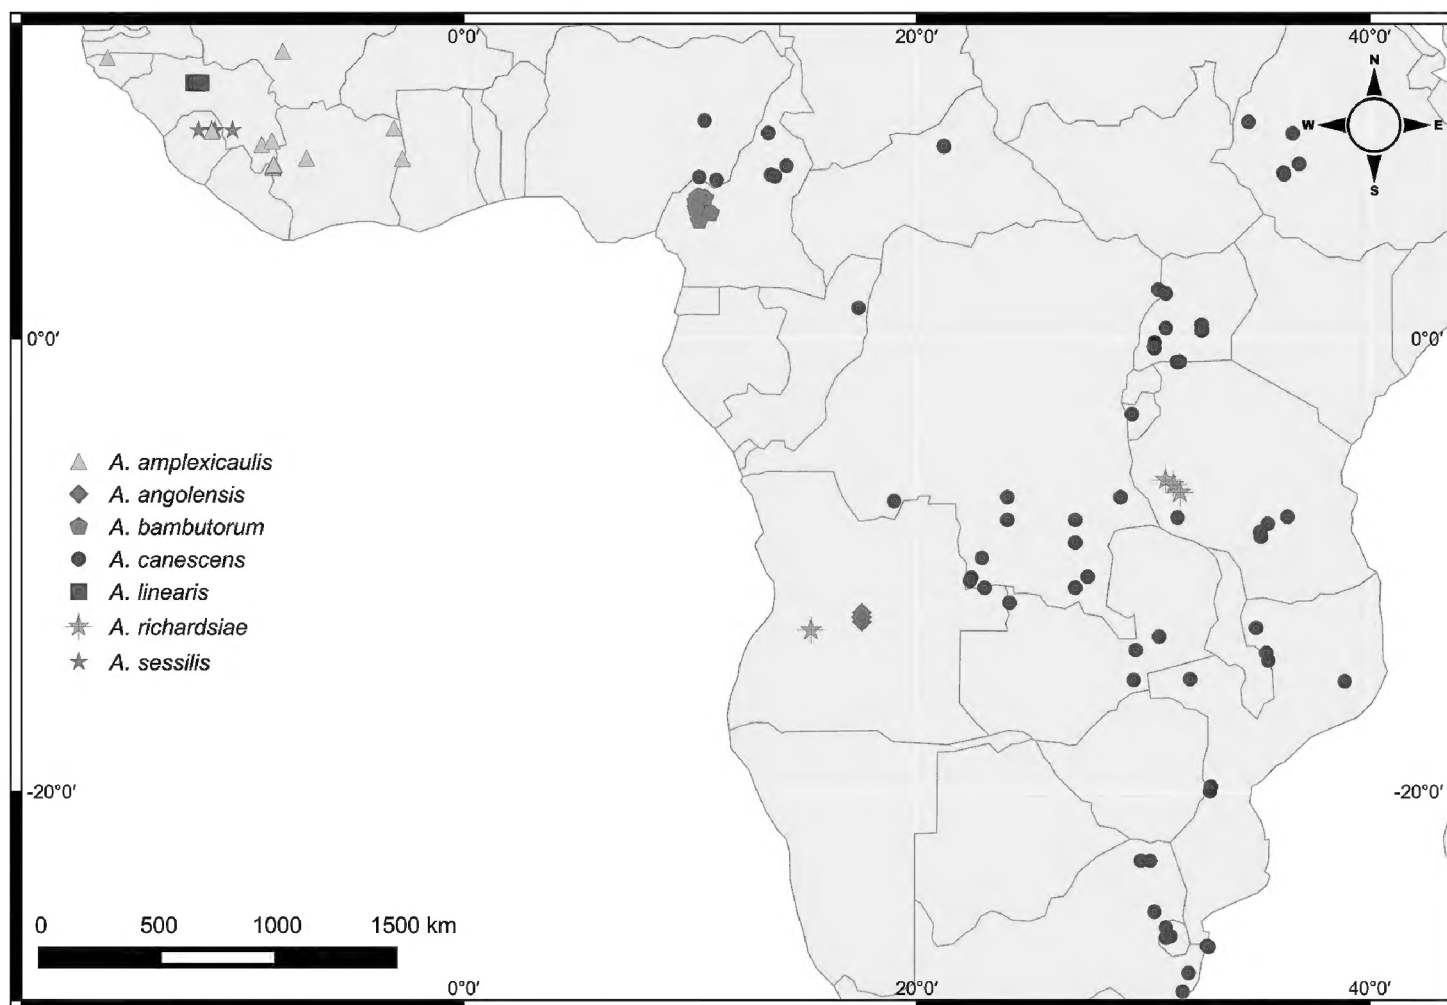 0°0′ 20°0′ 40°0′
N
W E
S
0°0′ 0°0′
A. amplexicaulis
A. angolensis
A. bambutorum
A. canescens
A. linearis
A. richardsiae
A. sessilis
-20°0′ -20°0′
0 500 1000 1500 km
0°0′ 20°0′ 40°0′